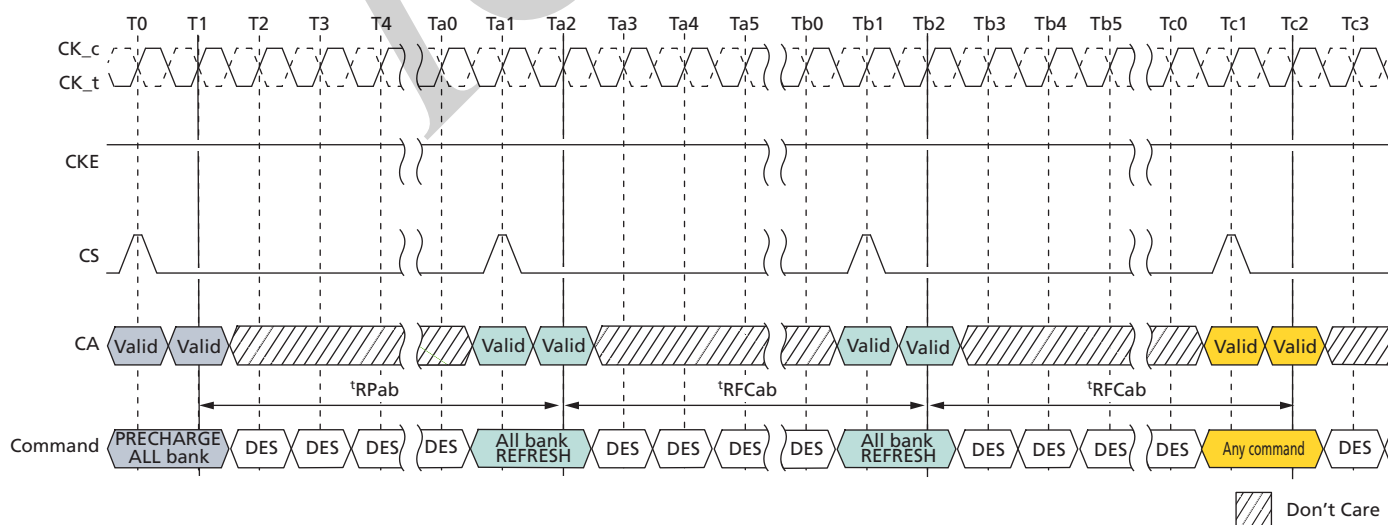 T0 T1 T2 T3 T4 Ta0 Ta1 Ta2 Ta3 Ta4 Ta5 Tb0 Tb1 Tb2 Tb3 Tb4 Tb5 Tc0 Tc1 Tc2 Tc3
CK_c
CK_t
CKE
CS
CA Valid Valid Valid Valid Valid Valid Valid Valid
tRPab tRFCab tRFCab
Command PRECHARGE ALL bank DES DES DES DES All bank REFRESH DES DES DES DES All bank REFRESH DES DES DES DES Any command DES
Don't Care